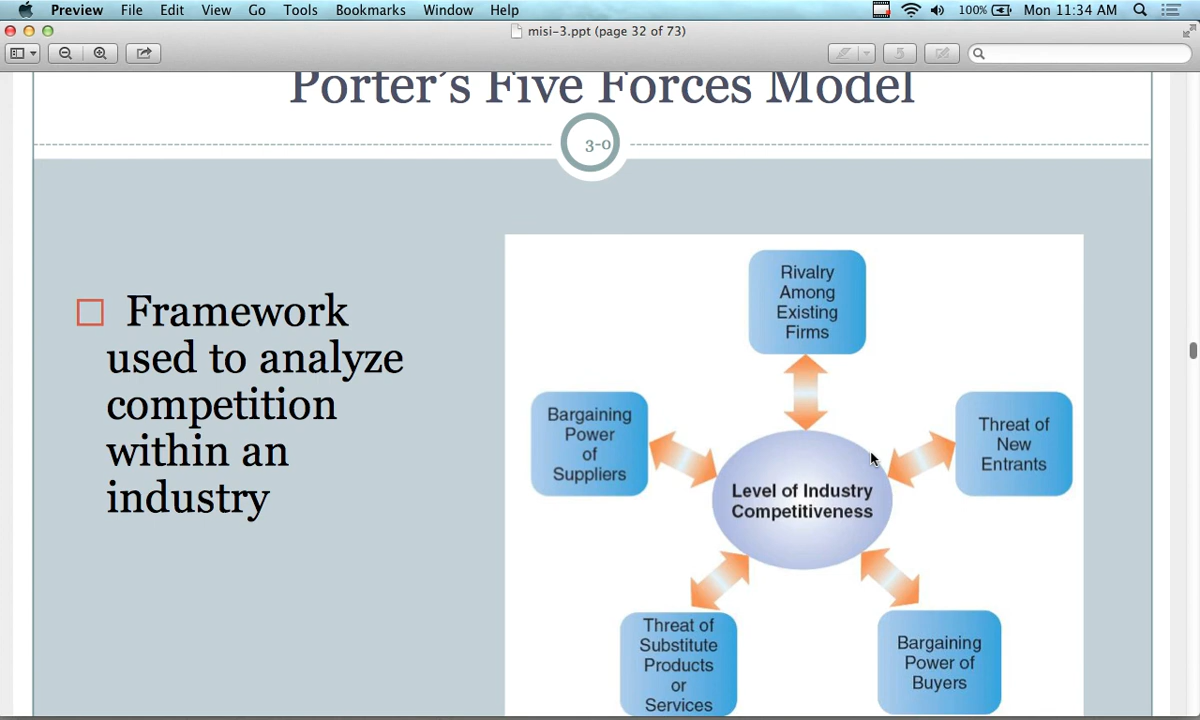 Preview File Edit View Go Tools Bookmarks Window Help 100% Mon 11:34 AM
misi-3.ppt (page 32 of 73)
Porter's Five Forces Model
3-0
Framework
used to analyze
competition
within an
industry
Rivalry
Among
Existing
Firms
Bargaining
Power
of
Suppliers
Threat of
New
Entrants
Level of Industry
Competitiveness
Threat of
Substitute
Products
or
Services
Bargaining
Power of
Buyers